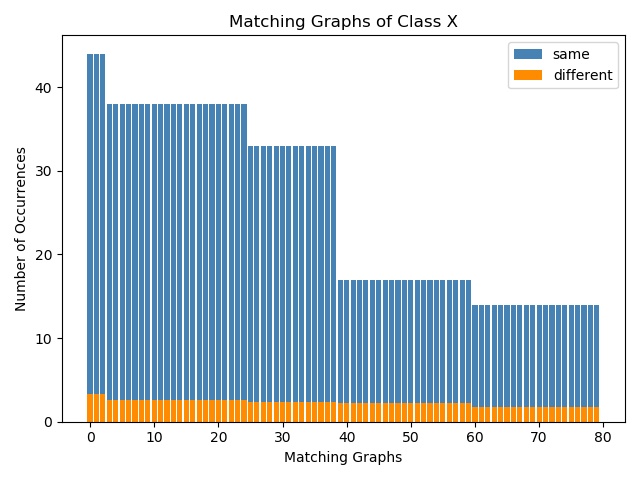 Matching Graphs of Class X
same
different
Number of Occurrences
40
30
20
10
0
0 10 20 30 40 50 60 70 80
Matching Graphs